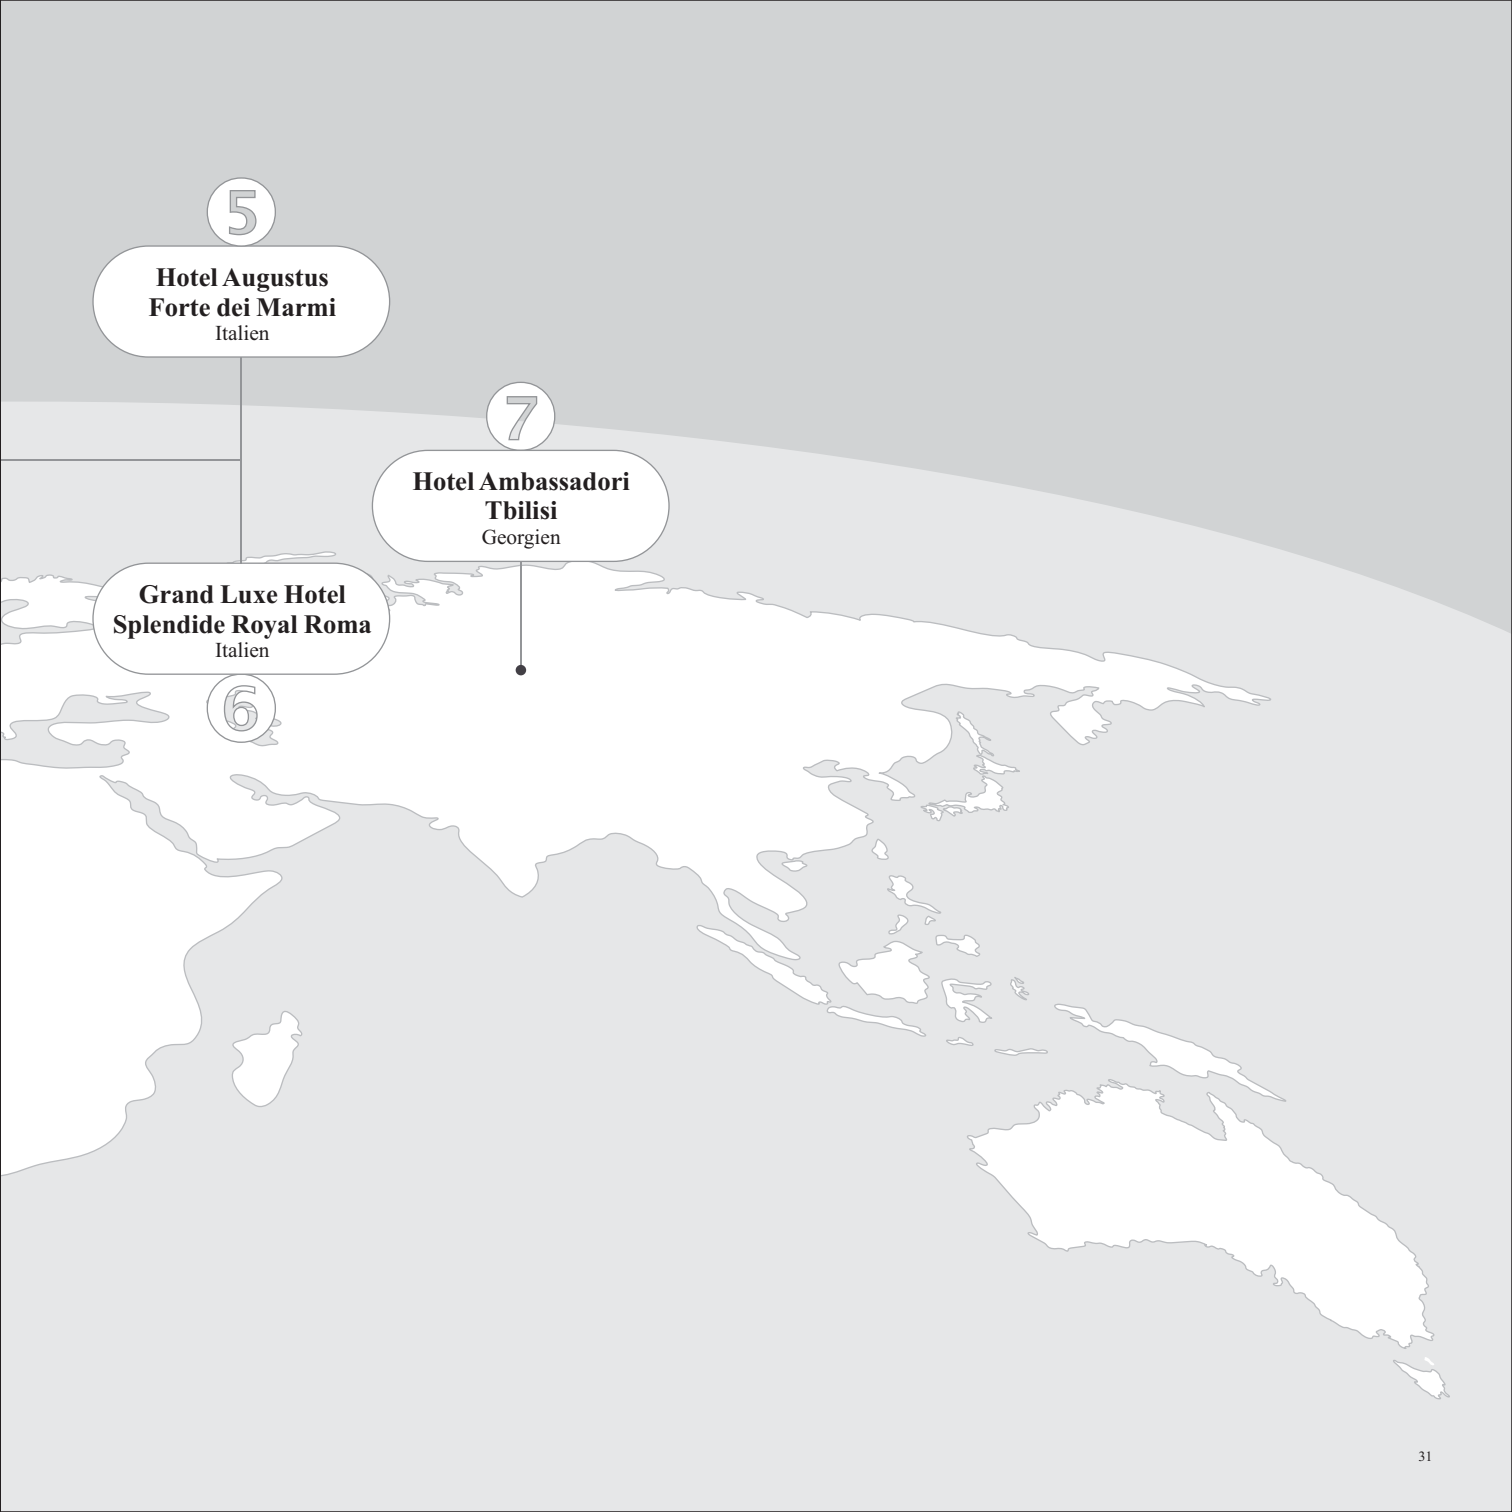 5
Hotel Augustus
Forte dei Marmi
Italien
7
Hotel Ambassadori
Tbilisi
Georgien
Grand Luxe Hotel
Splendide Royal Roma
Italien
6
31